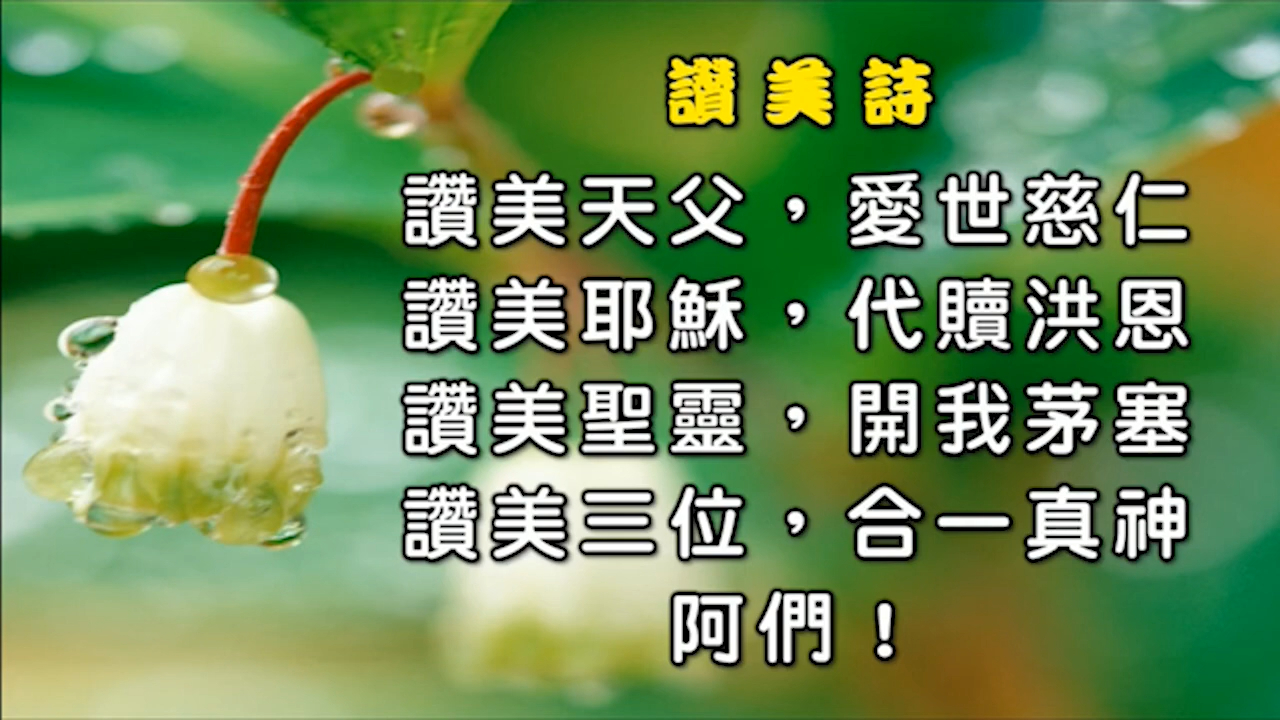 讚美詩
讚美天父，愛世慈仁
讚美耶穌，代贖洪恩
讚美聖靈，開我茅塞
讚美三位，合一真神
阿們！